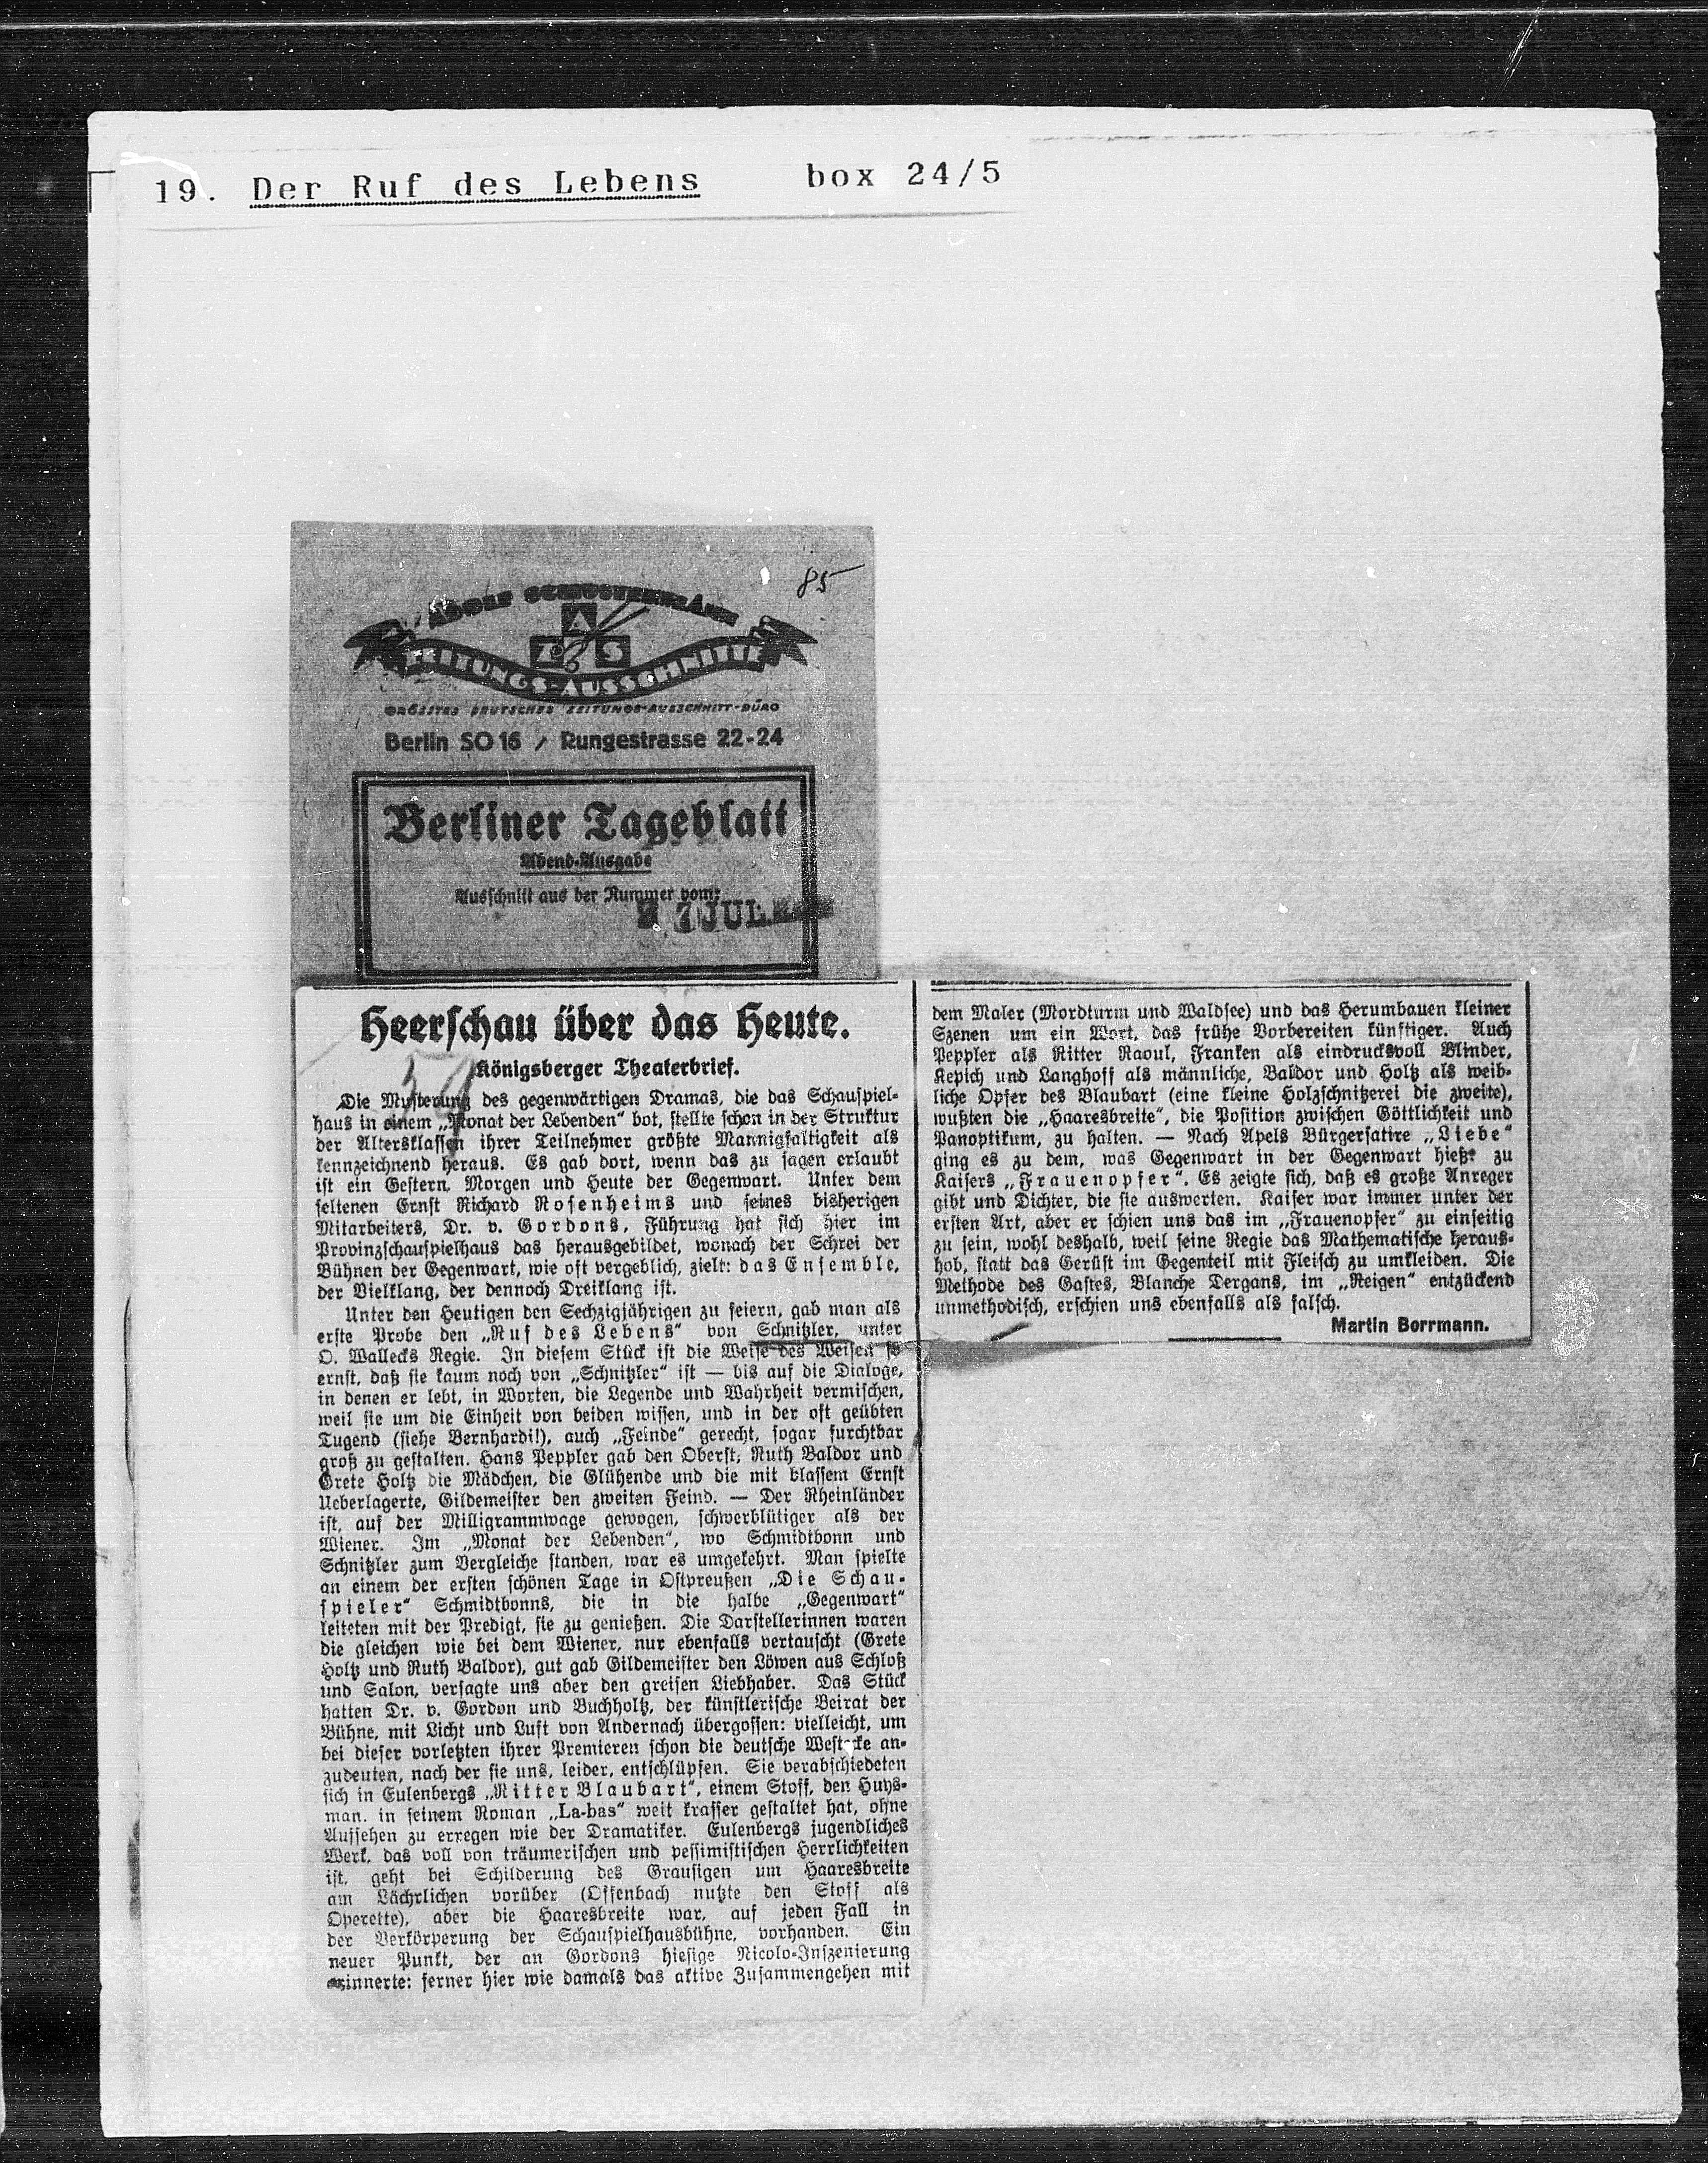 19. Der Ruf des Lebens box 24/5
85
ADOLF SCHUSTERMANN
A
Z S
ZEITUNGS-AUSSCHNITTE
GRÖSSTES DEUTSCHES ZEITUNGS-AUSSCHNITT-BÜRO
Berlin SO 16 / Rungestrasse 22-24
Berliner Tageblatt
Abend-Ausgabe
Ausschnitt aus der Nummer vom:
7 JUL.
Heerschau über das Heute.
Königsberger Theaterbrief.
Die Musterung des gegenwärtigen Dramas, die das Schauspiel-
haus in einem „Monat der Lebenden“ bot, stellte schon in der Struktur
der Altersklassen ihrer Teilnehmer größte Mannigfaltigkeit als
kennzeichnend heraus. Es gab dort, wenn das zu sagen erlaubt
ist ein Gestern, Morgen und Heute der Gegenwart. Unter dem
seltenen Ernst Richard Rosenheims und seines bisherigen
Mitarbeiters, Dr. v. Gordons, Führung hat sich hier im
Provinzschauspielhaus das herausgebildet, wonach der Schrei der
Bühnen der Gegenwart, wie oft vergeblich, zielt: das Ensemble,
der Vielklang, der dennoch Dreiklang ist.
Unter den Heutigen den Sechzigjährigen zu feiern, gab man als
erste Probe den „Ruf des Lebens“ von Schnitzler, unter
O. Wallecks Regie. In diesem Stück ist die Weise des Weisen so
ernst, daß sie kaum noch von „Schnitzler“ ist — bis auf die Dialoge,
in denen er lebt, in Worten, die Legende und Wahrheit vermischen,
weil sie um die Einheit von beiden wissen, und in der oft geübten
Tugend (siehe Bernhardi!), auch „Feinde“ gerecht, sogar furchtbar
groß zu gestalten. Hans Peppler gab den Oberst; Ruth Baldor und
Grete Holtz die Mädchen, die Glühende und die mit blassem Ernst
Ueberlagerte, Gildemeister den zweiten Feind. — Der Rheinländer
ist, auf der Milligrammwage gewogen, schwerblütiger als der
Wiener. Im „Monat der Lebenden“, wo Schmidtbonn und
Schnitzler zum Vergleiche standen, war es umgekehrt. Man spielte
an einem der ersten schönen Tage in Ostpreußen „Die Schau-
spieler“ Schmidtbonns, die in die halbe „Gegenwart“
leiteten mit der Predigt, sie zu genießen. Die Darstellerinnen waren
die gleichen wie bei dem Wiener, nur ebenfalls vertauscht (Grete
Holtz und Ruth Baldor), gut gab Gildemeister den Löwen aus Schloß
und Salon, versagte uns aber den greisen Liebhaber. Das Stück
hatten Dr. v. Gordon und Buchholtz, der künstlerische Beirat der
Bühne, mit Licht und Luft von Andernach übergossen: vielleicht, um
bei dieser vorletzten ihrer Premieren schon die deutsche Westecke an-
zudeuten, nach der sie uns, leider, entschlüpfen. Sie verabschiedeten
sich in Eulenbergs „Ritter Blaubart“, einem Stoff, den Huys-
man. in seinem Roman „La-bas“ weit krasser gestaltet hat, ohne
Aufsehen zu erregen wie der Dramatiker. Eulenbergs jugendliches
Werk, das voll von träumerischen und pessimistischen Herrlichkeiten
ist, geht bei Schilderung des Grausigen um Haaresbreite
am Lächrlichen vorüber (Offenbach nutzte den Stoff als
Operette), aber die Haaresbreite war, auf jeden Fall in
der Verkörperung der Schauspielhausbühne, vorhanden. Ein
neuer Punkt, der an Gordons hiesige Nicolo-Inszenierung
erinnerte: ferner hier wie damals das aktive Zusammengehen mit
dem Maler (Mordturm und Waldsee) und das Herumbauen kleiner
Szenen um ein Wort, das frühe Vorbereiten künftiger. Auch
Peppler als Ritter Raoul, Franken als eindrucksvoll Blinder,
Kepich und Langhoff als männliche, Baldor und Holtz als weib-
liche Opfer des Blaubart (eine kleine Holzschnitzerei die zweite),
wußten die „Haaresbreite“, die Position zwischen Göttlichkeit und
Panoptikum, zu halten. — Nach Apels Bürgersatire „Liebe“
ging es zu dem, was Gegenwart in der Gegenwart hieß: zu
Kaisers „Frauenopfer“. Es zeigte sich, daß es große Anreger
gibt und Dichter, die sie auswerten. Kaiser war immer unter der
ersten Art, aber er schien uns das im „Frauenopfer“ zu einseitig
zu sein, wohl deshalb, weil seine Regie das Mathematische heraus-
hob, statt das Gerüst im Gegenteil mit Fleisch zu umkleiden. Die
Methode des Gastes, Blanche Dergans, im „Reigen“ entzückend
unmethodisch, erschien uns ebenfalls als falsch.
Martin Borrmann.